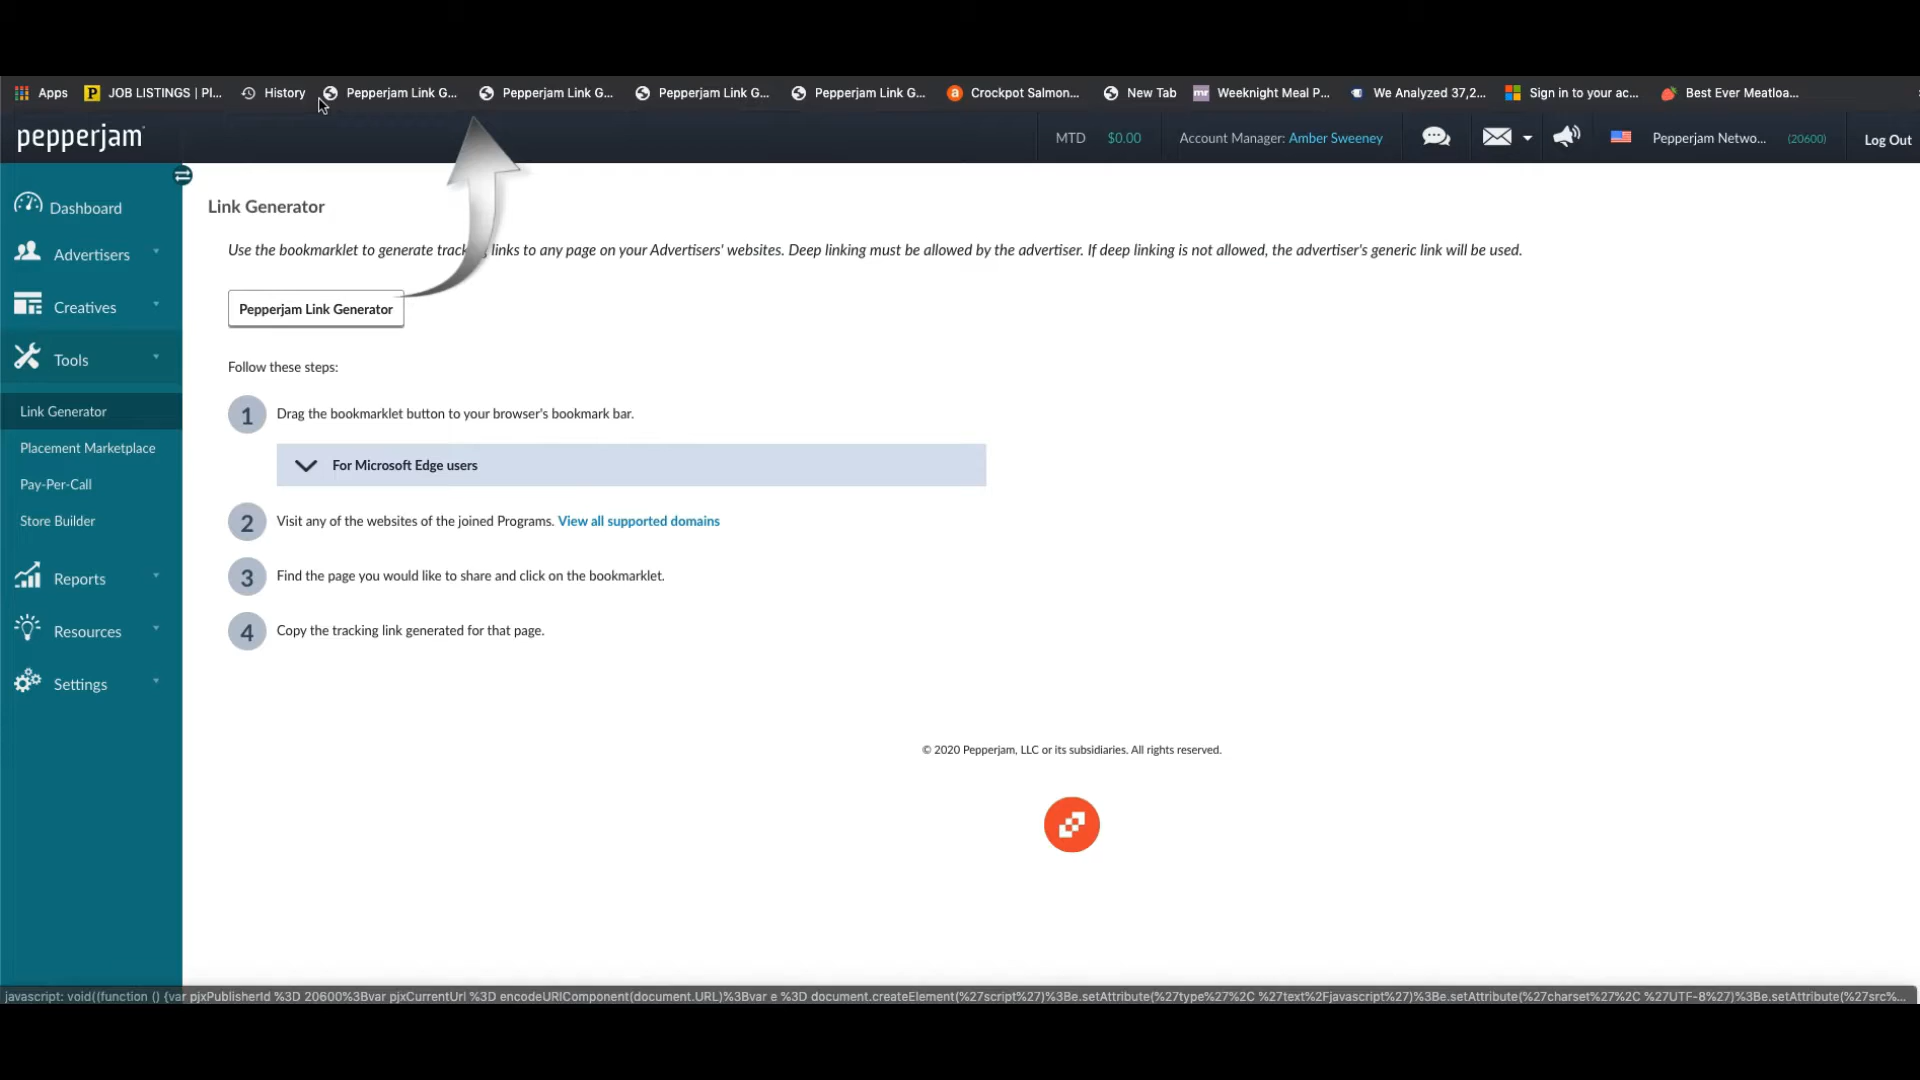 Apps JOB LISTINGS | Pl... History Pepperjam Link G... Pepperjam Link G... Pepperjam Link G... Pepperjam Link G... Crockpot Salmon... New Tab mr Weeknight Meal P... We Analyzed 37,2... Sign in to your ac... Best Ever Meatloa...
pepperjam MTD $0.00 Account Manager: Amber Sweeney Pepperjam Netwo... (20600) Log Out
Dashboard
Advertisers
Creatives
Tools
Link Generator
Placement Marketplace
Pay-Per-Call
Store Builder
Reports
Resources
Settings
Link Generator
Use the bookmarklet to generate tracking links to any page on your Advertisers' websites. Deep linking must be allowed by the advertiser. If deep linking is not allowed, the advertiser's generic link will be used.
Pepperjam Link Generator
Follow these steps:
1 Drag the bookmarklet button to your browser's bookmark bar.
For Microsoft Edge users
2 Visit any of the websites of the joined Programs. View all supported domains
3 Find the page you would like to share and click on the bookmarklet.
4 Copy the tracking link generated for that page.
© 2020 Pepperjam, LLC or its subsidiaries. All rights reserved.
javascript: void((function () {var pjxPublisherId %3D 20600%3Bvar pjxCurrentUrl %3D encodeURIComponent(document.URL)%3Bvar e %3D document.createElement(%27script%27)%3Be.setAttribute(%27type%27%2C %27text%2Fjavascript%27)%3Be.setAttribute(%27charset%27%2C %27UTF-8%27)%3Be.setAttribute(%27src%...